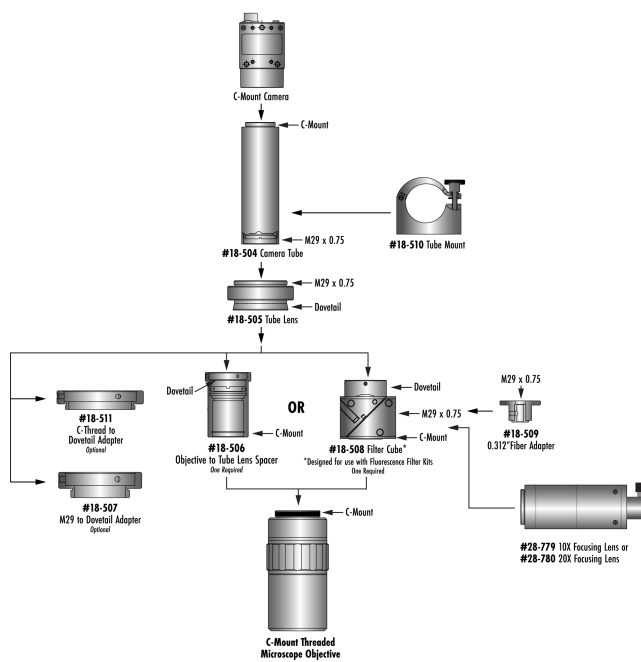 C-Mount Camera
C-Mount
M29 x 0.75
#18-504 Camera Tube
#18-510 Tube Mount
M29 x 0.75
Dovetail
#18-505 Tube Lens
#18-511
C-Thread to
Dovetail Adapter
Optional
#18-507
M29 to Dovetail Adapter
Optional
Dovetail
C-Mount
#18-506
Objective to Tube Lens Spacer
One Required
OR
Dovetail
M29 x 0.75
C-Mount
#18-508 Filter Cube*
*Designed for use with Fluorescence Filter Kits
One Required
M29 x 0.75
#18-509
0.312"Fiber Adapter
#28-779 10X Focusing Lens or
#28-780 20X Focusing Lens
C-Mount
C-Mount Threaded
Microscope Objective